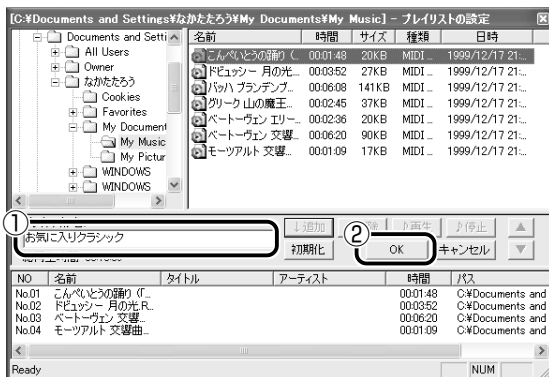 [C:¥Documents and Settings¥なかたたろう¥My Documents¥My Music] - プレイリストの設定
Documents and Setti
All Users
Owner
なかたたろう
Cookies
Favorites
My Document
My Music
My Pictur
WINDOWS
WINDOWS
名前 時間 サイズ 種類 日時
こんぺいとうの踊り ( 00:01:48 20KB MIDI ... 1999/12/17 21:...
ドビュッシー 月の光... 00:03:52 27KB MIDI ... 1999/12/17 21:...
バッハ ブランデンブ... 00:06:08 141KB MIDI ... 1999/12/17 21:...
グリーク 山の魔王... 00:02:45 37KB MIDI ... 1999/12/17 21:...
ベートーヴェン エリー... 00:02:36 20KB MIDI ... 1999/12/17 21:...
ベートーヴェン 交響... 00:06:20 90KB MIDI ... 1999/12/17 21:...
モーツアルト 交響... 00:01:09 17KB MIDI ... 1999/12/17 21:...
①
お気に入りクラシック
↓追加 ♪再生 ♪停止
②
初期化 OK キャンセル
NO 名前 タイトル アーティスト 時間 パス
No.01 こんぺいとうの踊り (「... 00:01:48 C:¥Documents and
No.02 ドビュッシー 月の光.R... 00:03:52 C:¥Documents and
No.03 ベートーヴェン 交響... 00:06:20 C:¥Documents and
No.04 モーツアルト 交響曲... 00:01:09 C:¥Documents and
Ready NUM